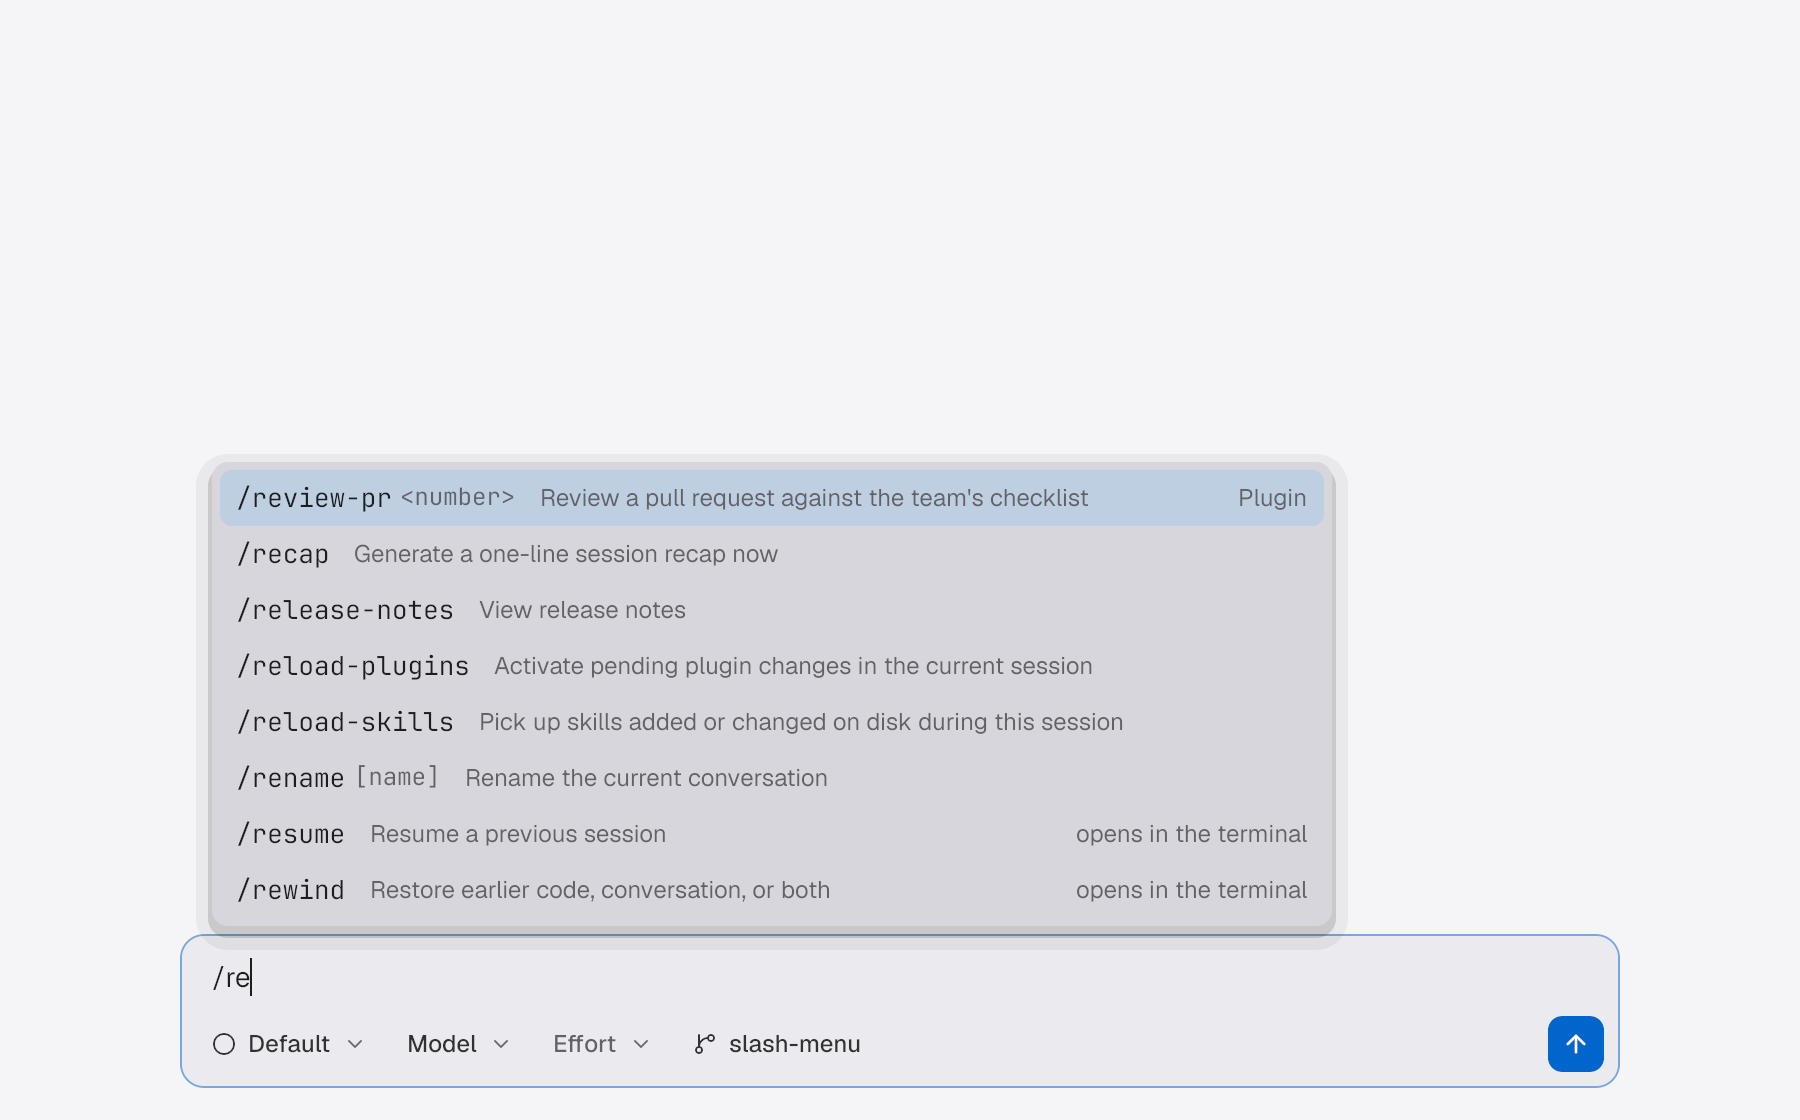 /review-pr <number> Review a pull request against the team's checklist Plugin
/recap Generate a one-line session recap now
/release-notes View release notes
/reload-plugins Activate pending plugin changes in the current session
/reload-skills Pick up skills added or changed on disk during this session
/rename [name] Rename the current conversation
/resume Resume a previous session opens in the terminal
/rewind Restore earlier code, conversation, or both opens in the terminal
/re
Default Model Effort slash-menu